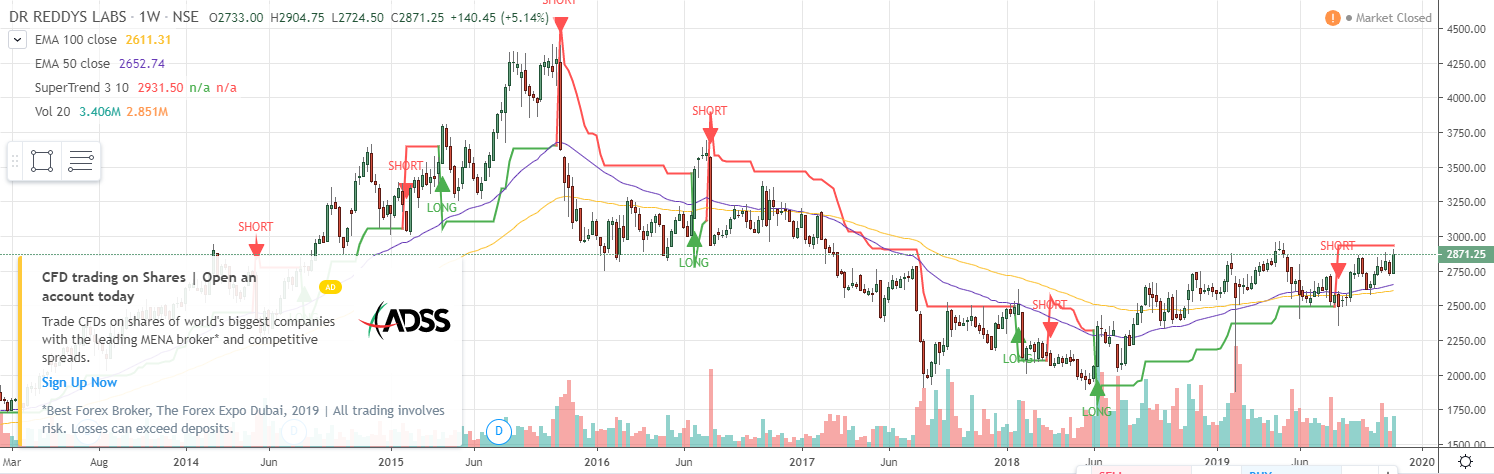 DR REDDYS LABS · 1W · NSE O2733.00 H2904.75 L2724.50 C2871.25 +140.45 (+5.14%)
SHORT
Market Closed
EMA 100 close 2611.31
EMA 50 close 2652.74
SuperTrend 3 10 2931.50 n/a n/a
Vol 20 3.406M 2.851M
4500.00
4250.00
4000.00
3750.00
3500.00
3250.00
3000.00
2871.25
2750.00
2500.00
2250.00
2000.00
1750.00
1500.00
SHORT
SHORT
LONG
SHORT
LONG
SHORT
LONG
SHORT
LONG
CFD trading on Shares | Open an
account today
AD
Trade CFDs on shares of world's biggest companies
with the leading MENA broker* and competitive
spreads.
Sign Up Now
*Best Forex Broker, The Forex Expo Dubai, 2019 | All trading involves
risk. Losses can exceed deposits.
ADSS
D
D
Mar Aug 2014 Jun 2015 Jun 2016 Jun 2017 Jun 2018 Jun 2019 Jun 2020
SELL
BUY